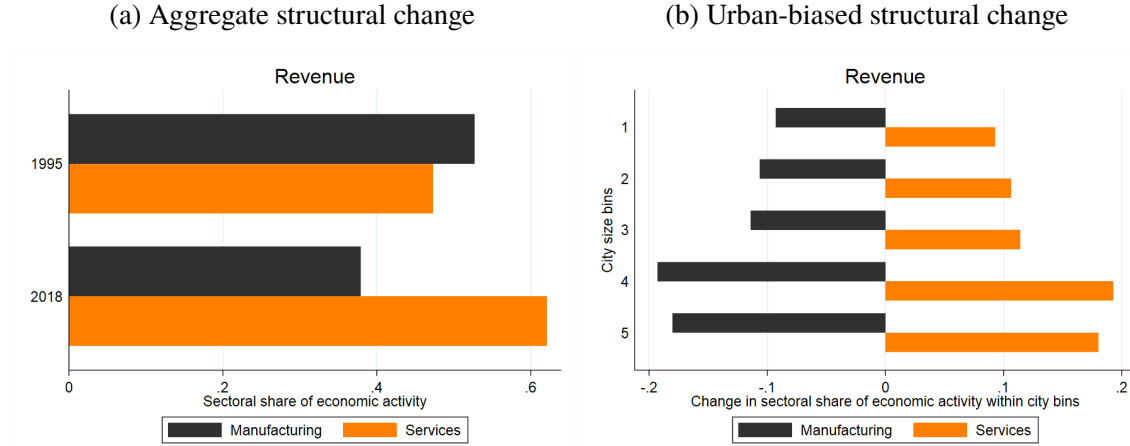 (a) Aggregate structural change
Revenue
1995
2018
0 .2 .4 .6
Sectoral share of economic activity
Manufacturing Services
(b) Urban-biased structural change
Revenue
City size bins
1
2
3
4
5
-.2 -.1 0 .1 .2
Change in sectoral share of economic activity within city bins
Manufacturing Services